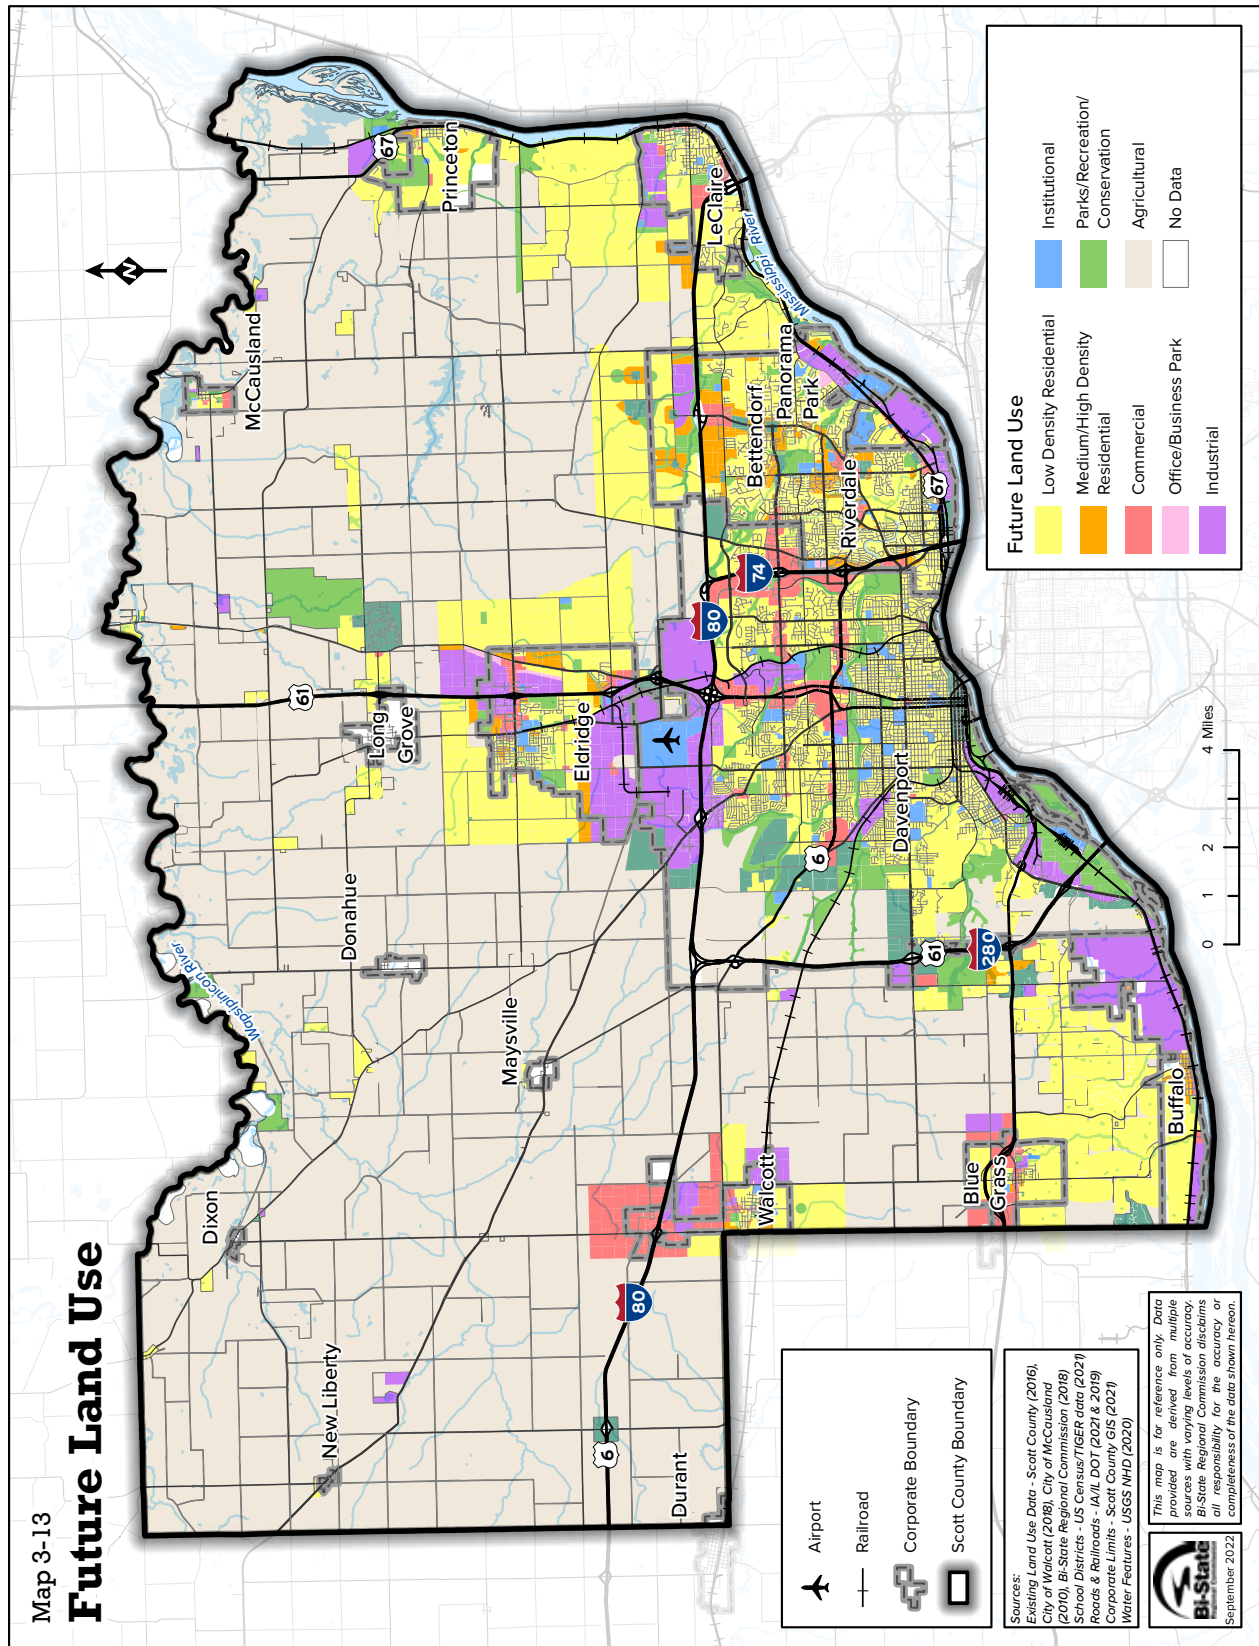 Map 3-13
Future Land Use
N
Wapsipinicon River
Mississippi River
Dixon
New Liberty
Durant
Donahue
Maysville
Long
Grove
Eldridge
McCausland
Princeton
LeClaire
Bettendorf
Panorama
Park
Riverdale
Davenport
Walcott
Blue
Grass
Buffalo
61
67
80
74
80
6
6
61
280
67
0 1 2 4 Miles
Future Land Use
Low Density Residential
Medium/High Density
Residential
Commercial
Office/Business Park
Industrial
Institutional
Parks/Recreation/
Conservation
Agricultural
No Data
Airport
Railroad
Corporate Boundary
Scott County Boundary
Sources:
Existing Land Use Data - Scott County (2016),
City of Walcott (2018), City of McCausland
(2010), Bi-State Regional Commission (2018)
School Districts - US Census/TIGER data (2021)
Roads & Railroads - IA/IL DOT (2021 & 2019)
Corporate Limits - Scott County GIS (2021)
Water Features - USGS NHD (2020)
Bi-State
Regional Commission
September 2022
This map is for reference only. Data
provided are derived from multiple
sources with varying levels of accuracy.
Bi-State Regional Commission disclaims
all responsibility for the accuracy or
completeness of the data shown hereon.